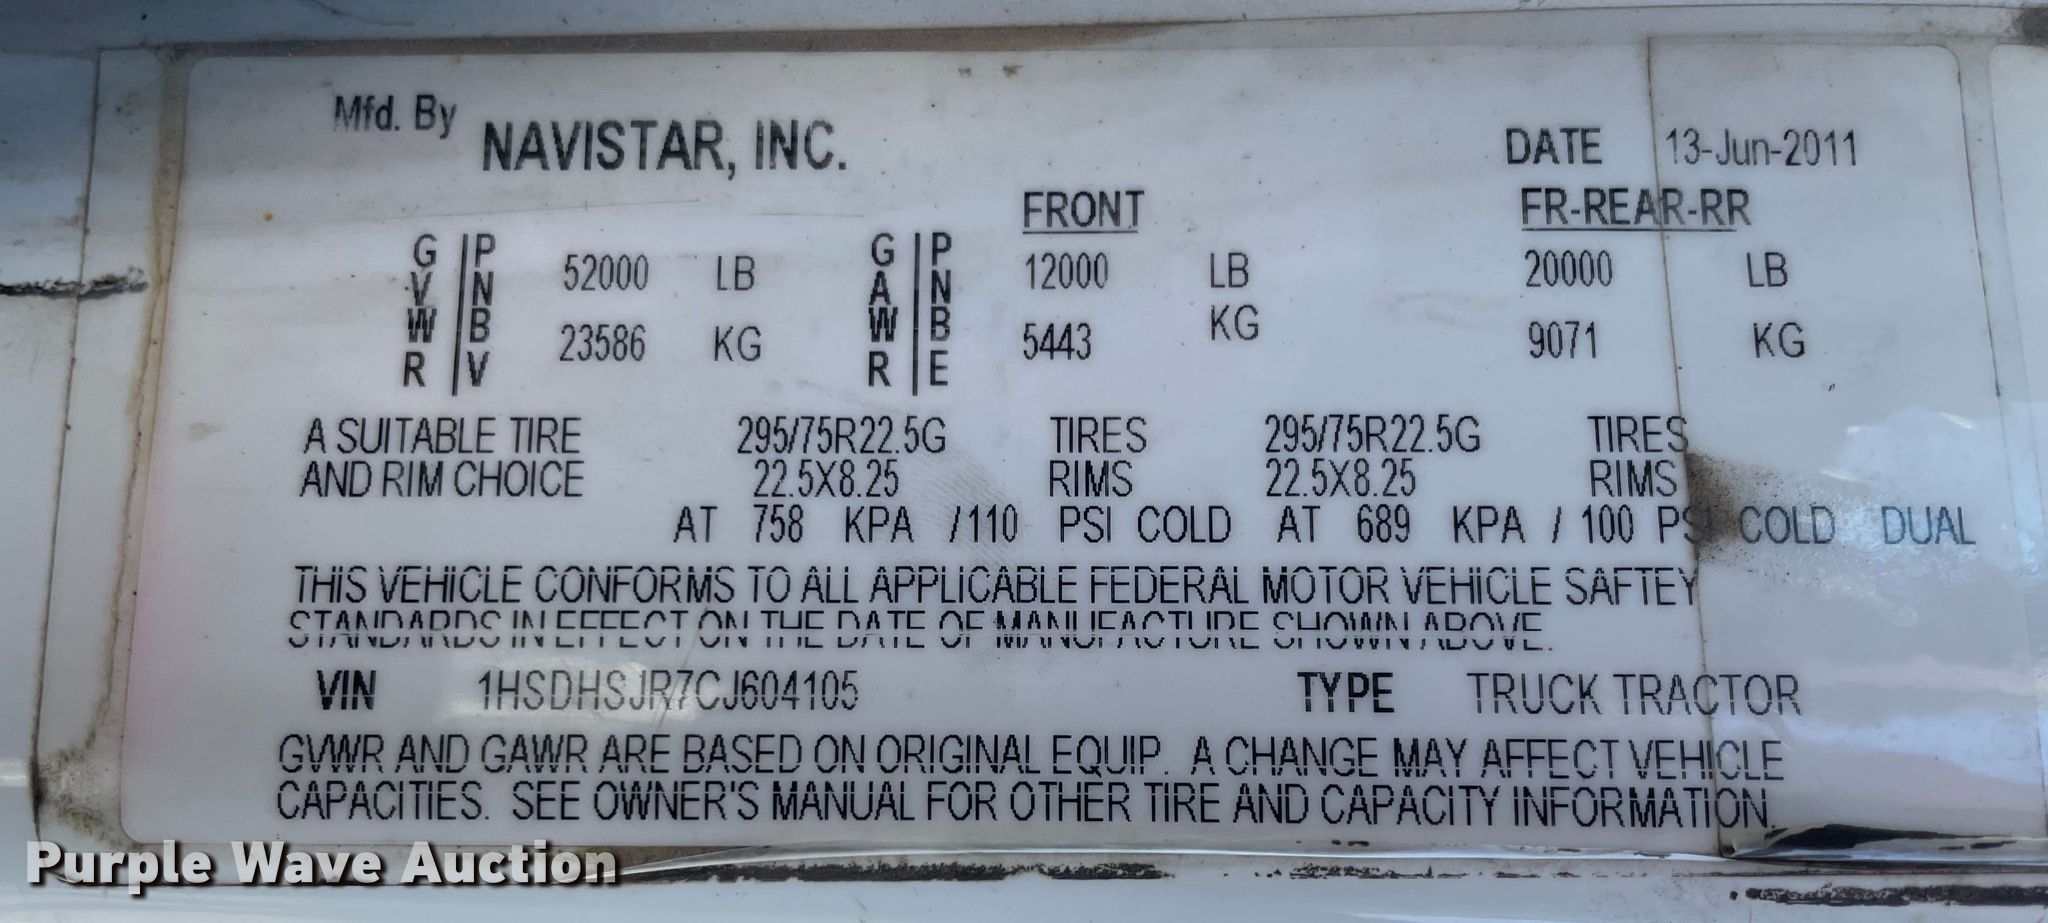 Mfd. By NAVISTAR, INC. DATE 13-Jun-2011
FRONT FR-REAR-RR
GVWR PNBV 52000 LB GAWR PNBE 12000 LB 20000 LB
23586 KG 5443 KG 9071 KG
A SUITABLE TIRE 295/75R22.5G TIRES 295/75R22.5G TIRES
AND RIM CHOICE 22.5X8.25 RIMS 22.5X8.25 RIMS
AT 758 KPA /110 PSI COLD AT 689 KPA / 100 PSI COLD DUAL
THIS VEHICLE CONFORMS TO ALL APPLICABLE FEDERAL MOTOR VEHICLE SAFTEY
STANDARDS IN EFFECT ON THE DATE OF MANUFACTURE SHOWN ABOVE.
VIN 1HSDHSJR7CJ604105 TYPE TRUCK TRACTOR
GVWR AND GAWR ARE BASED ON ORIGINAL EQUIP. A CHANGE MAY AFFECT VEHICLE
CAPACITIES. SEE OWNER'S MANUAL FOR OTHER TIRE AND CAPACITY INFORMATION.
Purple Wave Auction